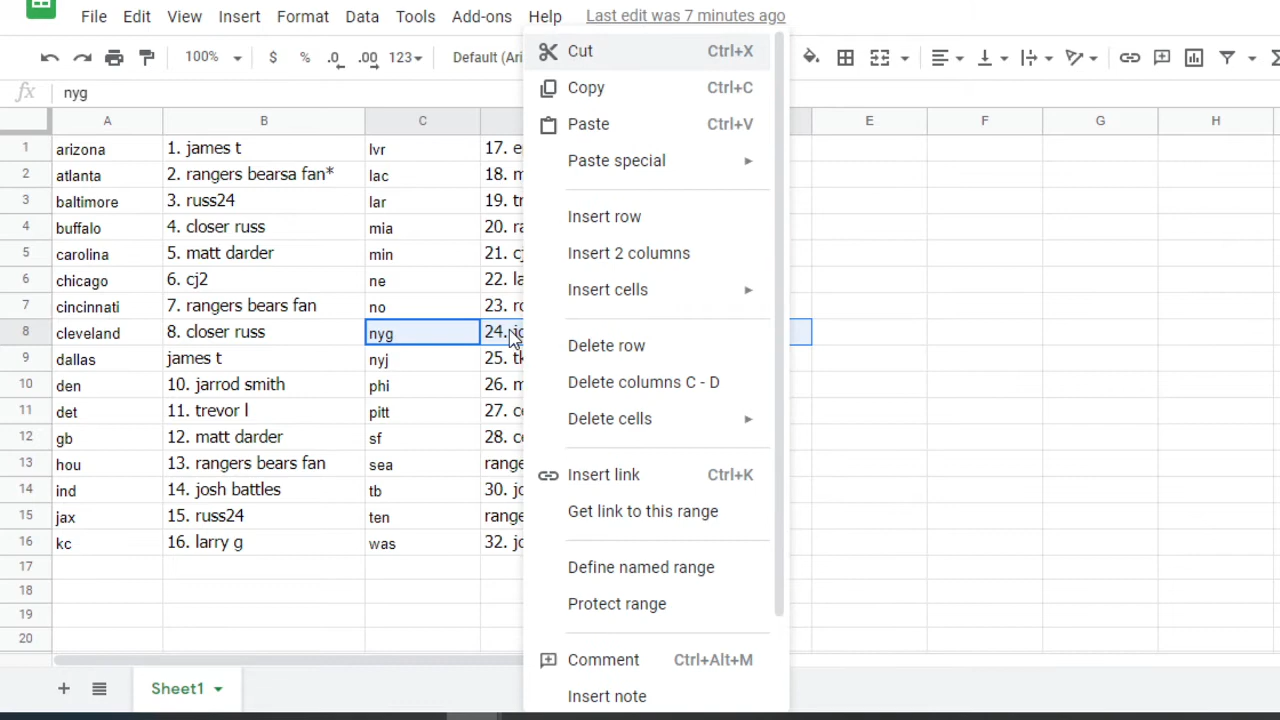 File Edit View Insert Format Data Tools Add-ons Help Last edit was 7 minutes ago
100% $ % .0 .00 123 Default (Ari
fx nyg
A B C E F G H
1 arizona 1. james t lvr 17.
2 atlanta 2. rangers bearsa fan* lac 18.
3 baltimore 3. russ24 lar 19.
4 buffalo 4. closer russ mia 20.
5 carolina 5. matt darder min 21.
6 chicago 6. cj2 ne 22.
7 cincinnati 7. rangers bears fan no 23.
8 cleveland 8. closer russ nyg 24.
9 dallas james t nyj 25.
10 den 10. jarrod smith phi 26.
11 det 11. trevor l pitt 27.
12 gb 12. matt darder sf 28.
13 hou 13. rangers bears fan sea range
14 ind 14. josh battles tb 30.
15 jax 15. russ24 ten range
16 kc 16. larry g was 32.
17
18
19
20
Cut Ctrl+X
Copy Ctrl+C
Paste Ctrl+V
Paste special
Insert row
Insert 2 columns
Insert cells
Delete row
Delete columns C - D
Delete cells
Insert link Ctrl+K
Get link to this range
Define named range
Protect range
Comment Ctrl+Alt+M
Insert note
Sheet1